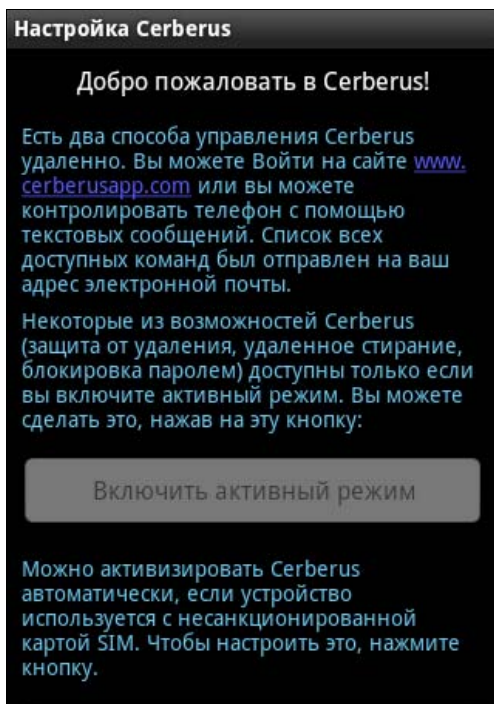 Настройка Cerberus
Добро пожаловать в Cerberus!
Есть два способа управления Cerberus
удаленно. Вы можете Войти на сайте www.
cerberusapp.com или вы можете
контролировать телефон с помощью
текстовых сообщений. Список всех
доступных команд был отправлен на ваш
адрес электронной почты.
Некоторые из возможностей Cerberus
(защита от удаления, удаленное стирание,
блокировка паролем) доступны только если
вы включите активный режим. Вы можете
сделать это, нажав на эту кнопку:
Включить активный режим
Можно активизировать Cerberus
автоматически, если устройство
используется с несанкционированной
картой SIM. Чтобы настроить это, нажмите
кнопку.